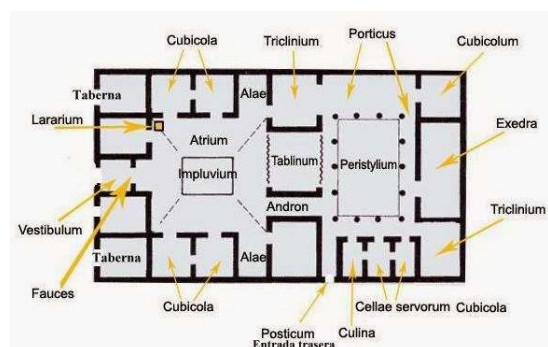 Cubicola
Triclinium
Porticus
Cubicolum
Taberna
Alae
Lararium
Atrium
Exedra
Impluvium
Tablinum
Peristylium
Andron
Vestibulum
Triclinium
Taberna
Alae
Fauces
Cubicola
Posticum
Entrada trasera
Culina
Cellae servorum
Cubicola